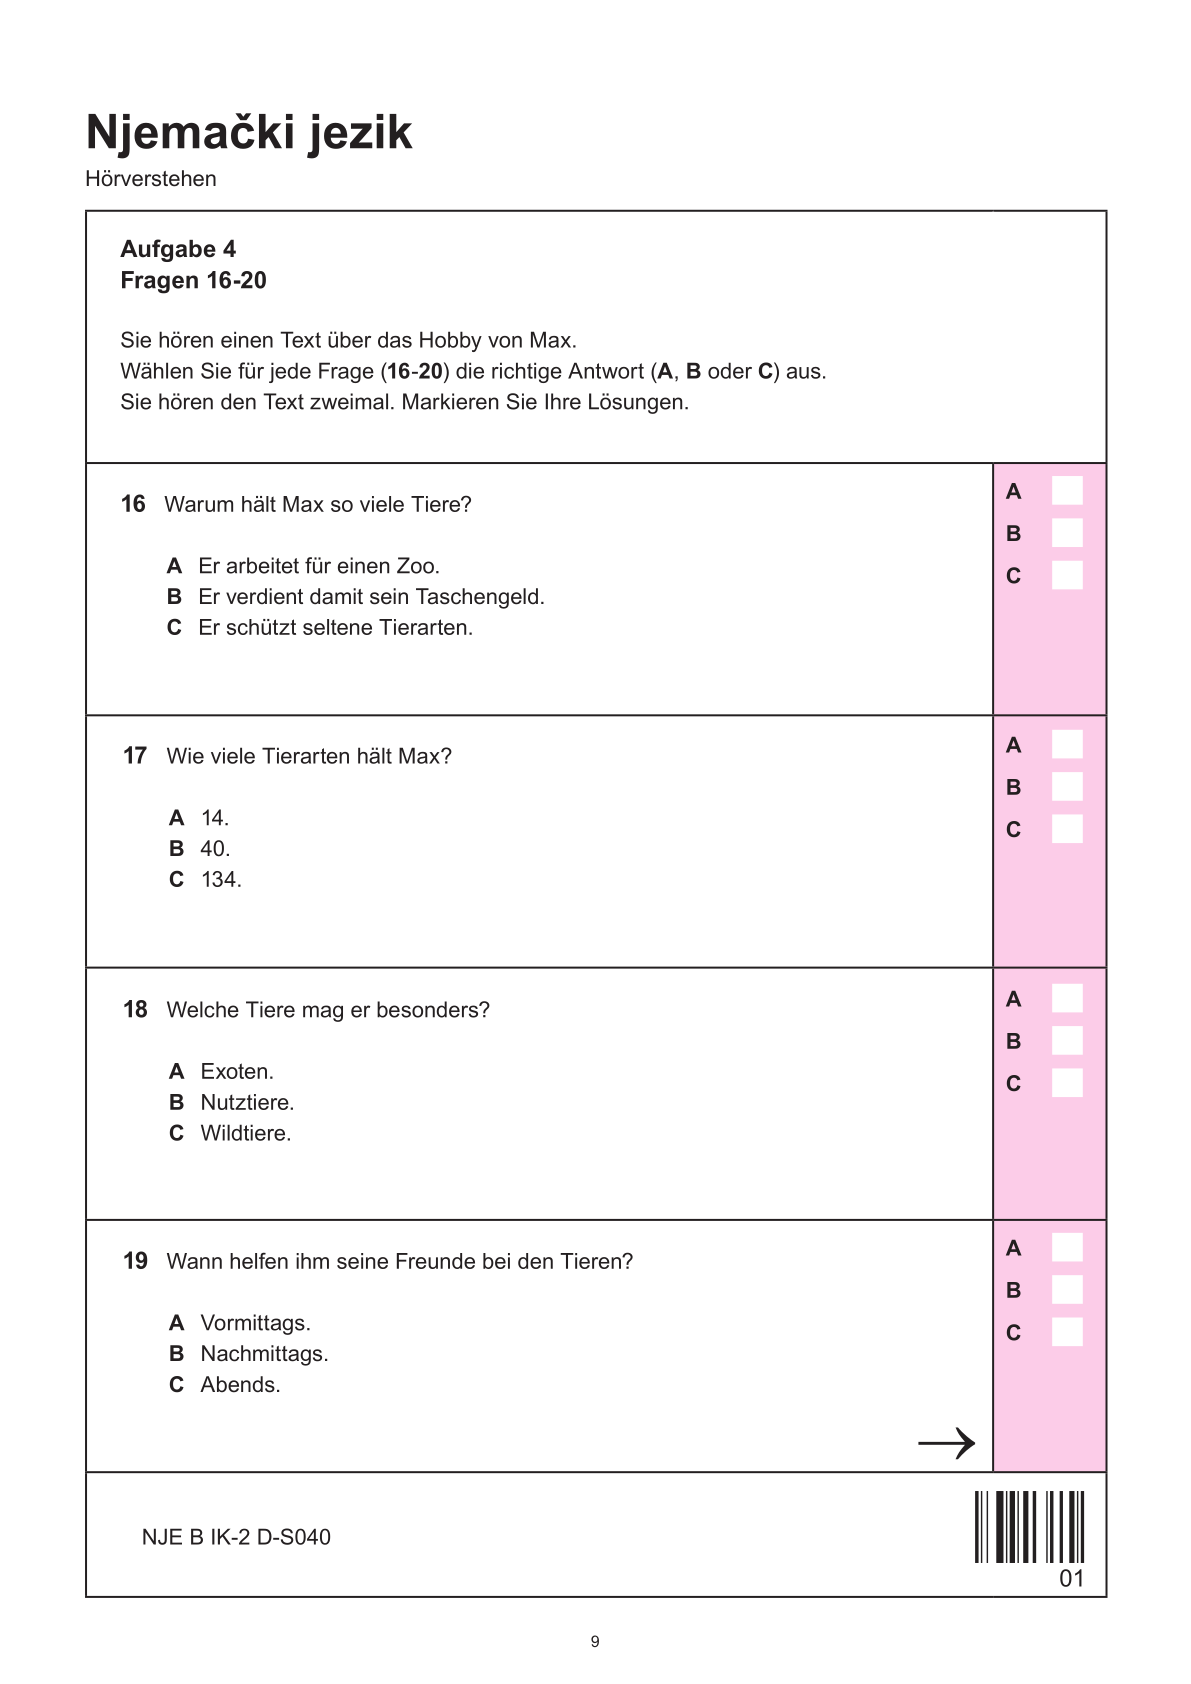 Njemački jezik
Hörverstehen
Aufgabe 4
Fragen 16-20
Sie hören einen Text über das Hobby von Max.
Wählen Sie für jede Frage (16-20) die richtige Antwort (A, B oder C) aus.
Sie hören den Text zweimal. Markieren Sie Ihre Lösungen.
16 Warum hält Max so viele Tiere?
A Er arbeitet für einen Zoo.
B Er verdient damit sein Taschengeld.
C Er schützt seltene Tierarten.
A
B
C
17 Wie viele Tierarten hält Max?
A 14.
B 40.
C 134.
A
B
C
18 Welche Tiere mag er besonders?
A Exoten.
B Nutztiere.
C Wildtiere.
A
B
C
19 Wann helfen ihm seine Freunde bei den Tieren?
A Vormittags.
B Nachmittags.
C Abends.
A
B
C
NJE B IK-2 D-S040
01
9